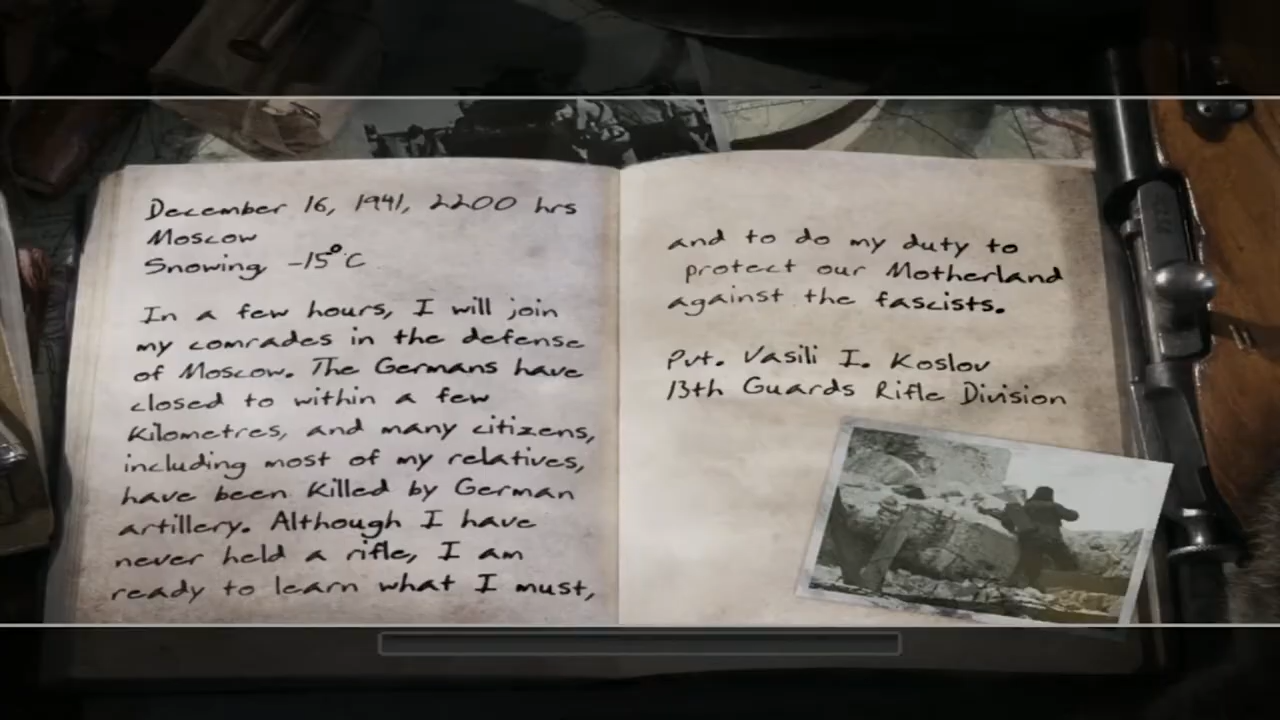 December 16, 1941, 2200 hrs
Moscow
Snowing -15°C
In a few hours, I will join
my comrades in the defense
of Moscow. The Germans have
closed to within a few
kilometres, and many citizens,
including most of my relatives,
have been killed by German
artillery. Although I have
never held a rifle, I am
ready to learn what I must,
and to do my duty to
protect our Motherland
against the fascists.
Pvt. Vasili I. Koslov
13th Guards Rifle Division